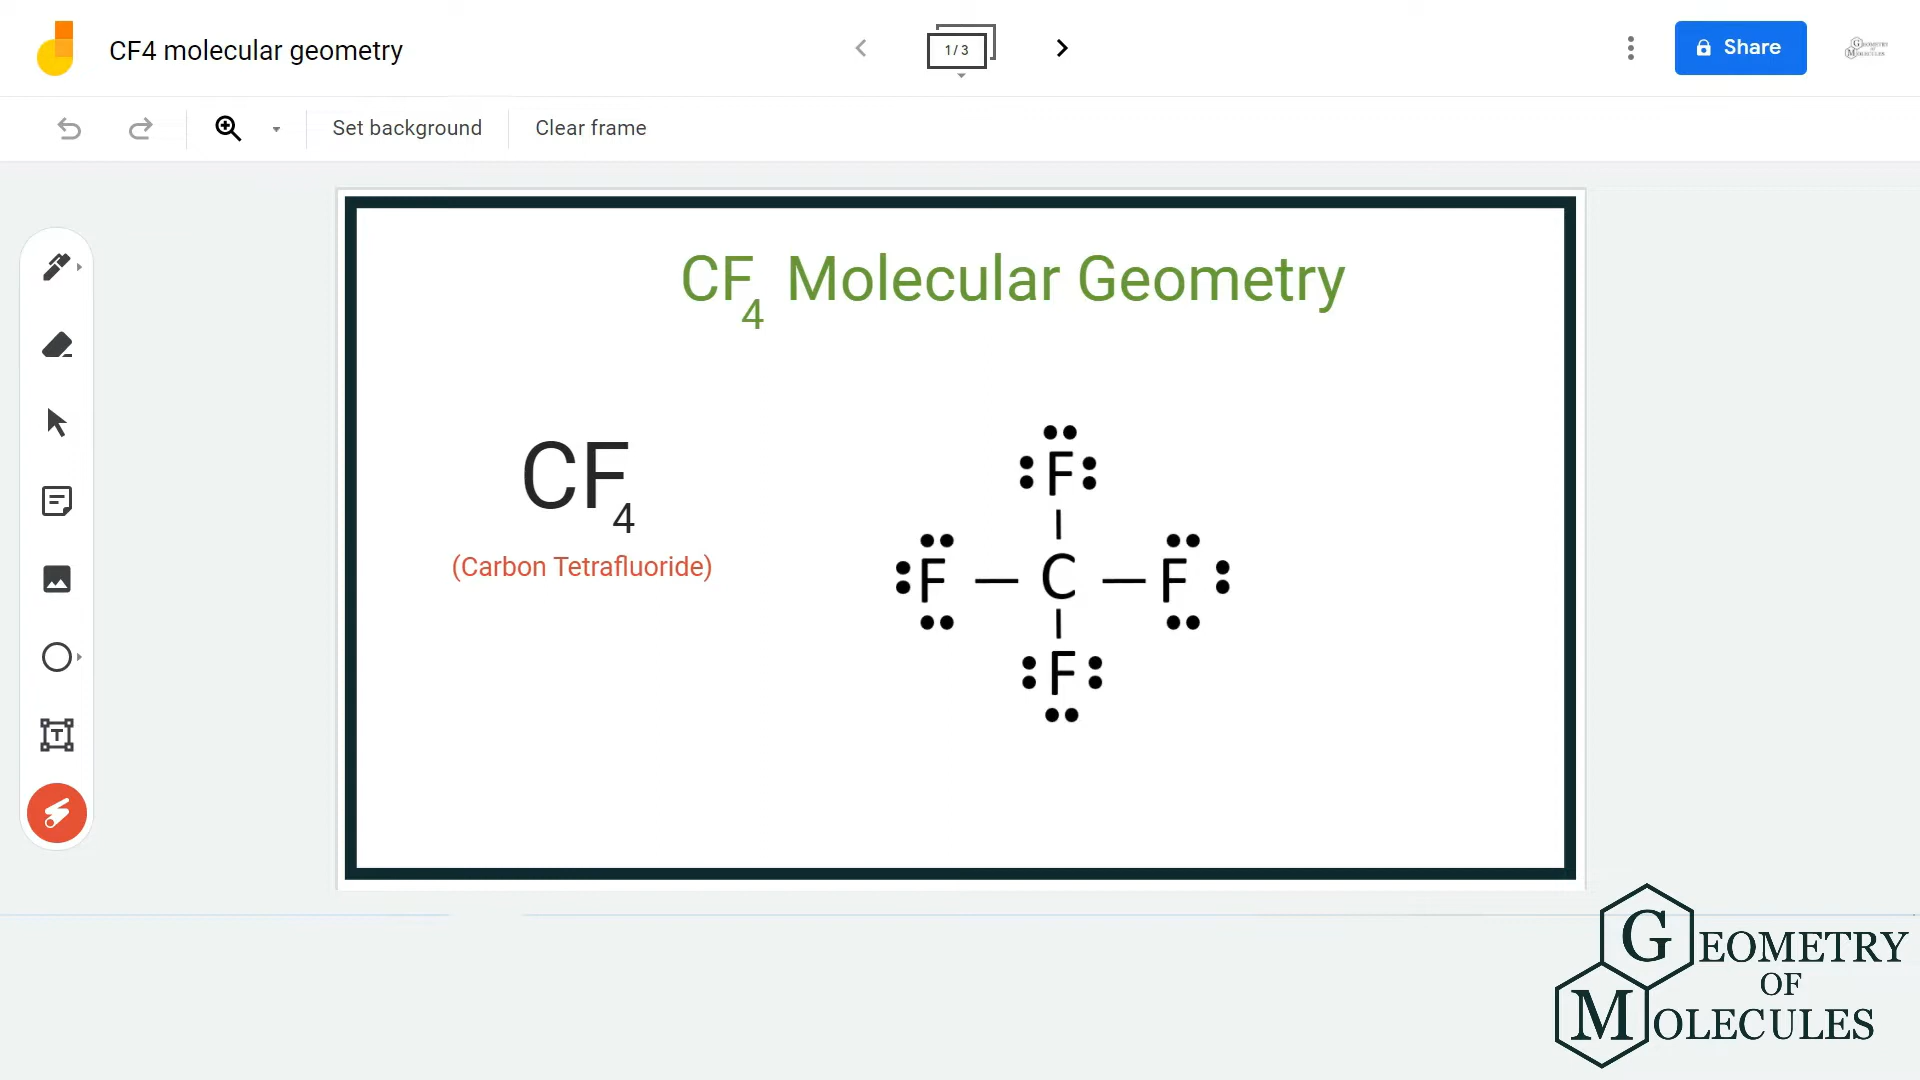 CF4 molecular geometry
1 / 3
Share
Set background
Clear frame
CF4 Molecular Geometry
CF4
(Carbon Tetrafluoride)
F
F — C — F
F
GEOMETRY
OF
MOLECULES